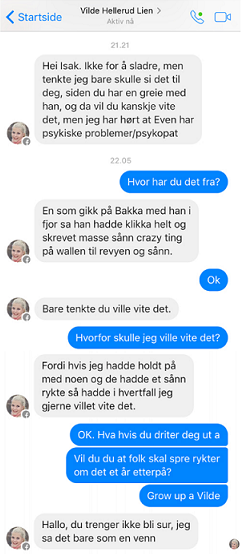 Startside
Vilde Hellerud Lien >
Aktiv nå
21.21
Hei Isak. Ikke for å sladre, men
tenkte jeg bare skulle si det til
deg, siden du har en greie med
han, og da vil du kanskje vite
det, men jeg har hørt at Even har
psykiske problemer/psykopat
22.05
Hvor har du det fra?
En som gikk på Bakka med han i
fjor sa han hadde klikka helt og
skrevet masse sånn crazy ting
på wallen til revyen og sånn.
Ok
Bare tenkte du ville vite det.
Hvorfor skulle jeg ville vite det?
Fordi hvis jeg hadde holdt på
med noen og de hadde et sånn
rykte så hadde i hvertfall jeg
gjerne villet vite det.
OK. Hva hvis du driter deg ut a
Vil du du at folk skal spre rykter
om det et år etterpå?
Grow up a Vilde
Hallo, du trenger ikke bli sur, jeg
sa det bare som en venn